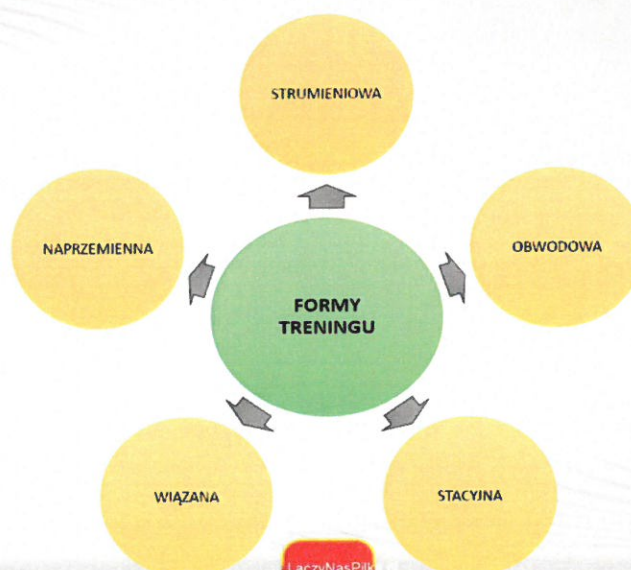 STRUMIENIOWA
NAPRZEMIENNA
OBWODOWA
FORMY
TRENINGU
WIĄZANA
STACYJNA